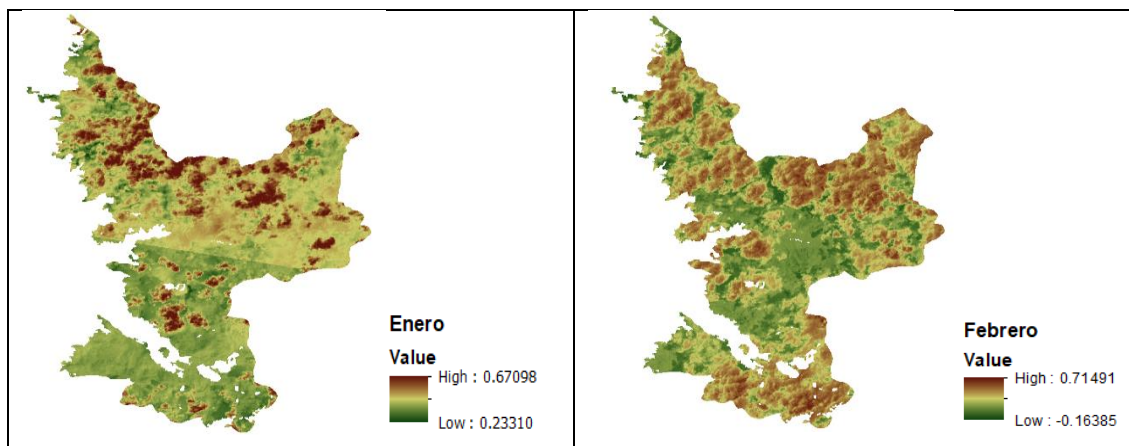 Enero
Value
High : 0.67098
Low : 0.23310
Febrero
Value
High : 0.71491
Low : -0.16385